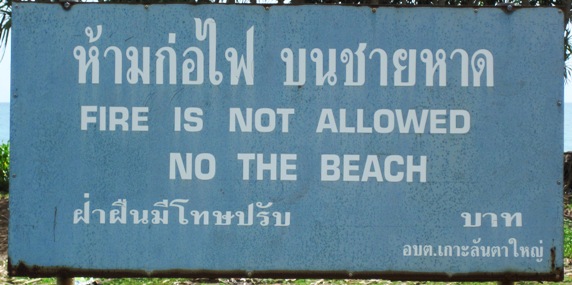 ห้ามก่อไฟ บนชายหาด
FIRE IS NOT ALLOWED
NO THE BEACH
ฝ่าฝืนมีโทษปรับ บาท
อบต.เกาะลันตาใหญ่